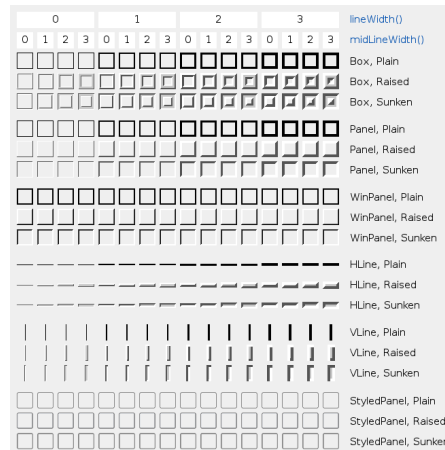 0 1 2 3 lineWidth()
0 1 2 3 0 1 2 3 0 1 2 3 0 1 2 3 midLineWidth()
Box, Plain
Box, Raised
Box, Sunken
Panel, Plain
Panel, Raised
Panel, Sunken
WinPanel, Plain
WinPanel, Raised
WinPanel, Sunken
HLine, Plain
HLine, Raised
HLine, Sunken
VLine, Plain
VLine, Raised
VLine, Sunken
StyledPanel, Plain
StyledPanel, Raised
StyledPanel, Sunken